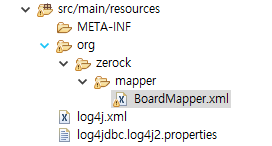 src/main/resources
META-INF
org
zerock
mapper
BoardMapper.xml
log4j.xml
log4jdbc.log4j2.properties